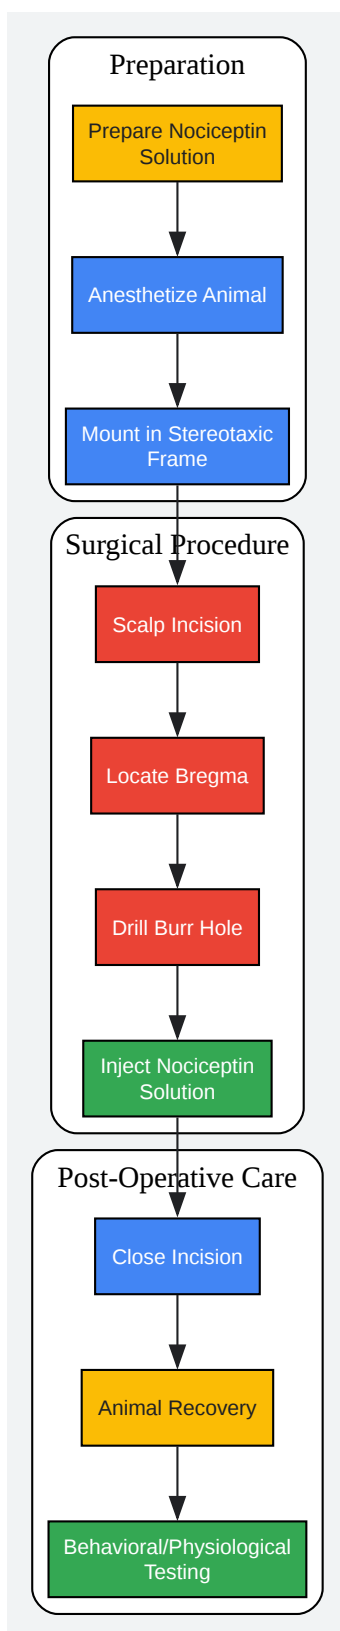 Preparation
Prepare Nociceptin
Solution
Anesthetize Animal
Mount in Stereotaxic
Frame
Surgical Procedure
Scalp Incision
Locate Bregma
Drill Burr Hole
Inject Nociceptin
Solution
Post-Operative Care
Close Incision
Animal Recovery
Behavioral/Physiological
Testing